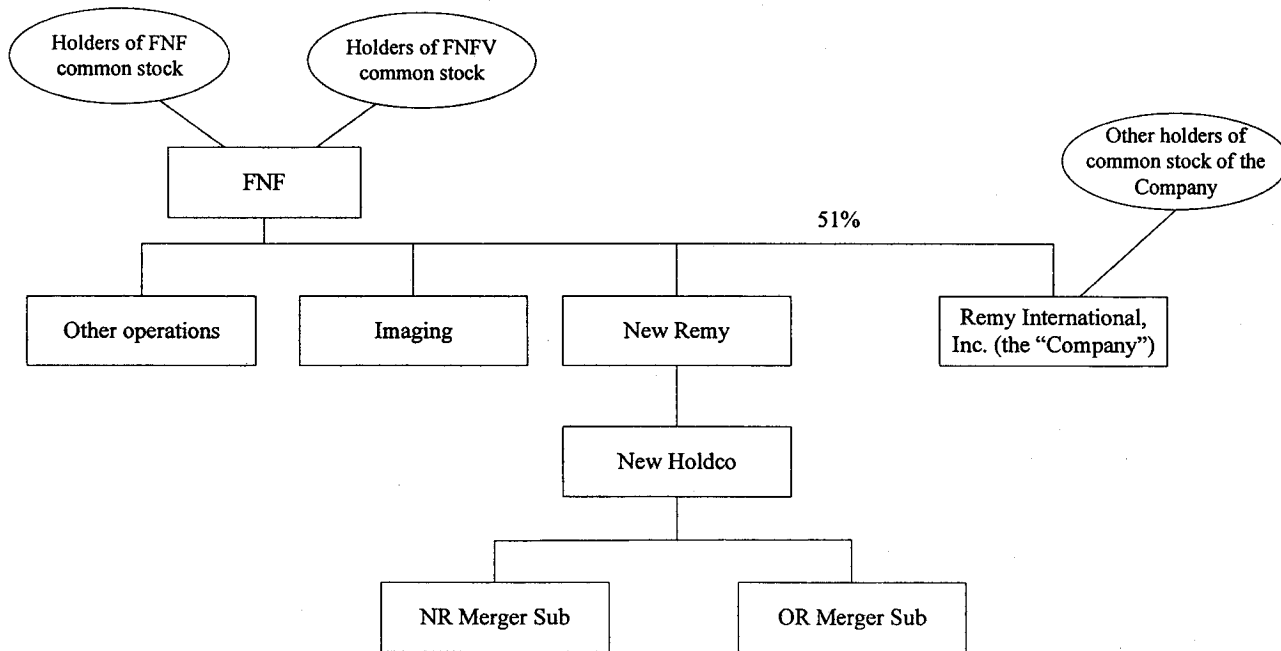 Holders of FNF
common stock
Holders of FNFV
common stock
Other holders of
common stock of the
Company
FNF
51%
Other operations
Imaging
New Remy
Remy International,
Inc. (the “Company”)
New Holdco
NR Merger Sub
OR Merger Sub